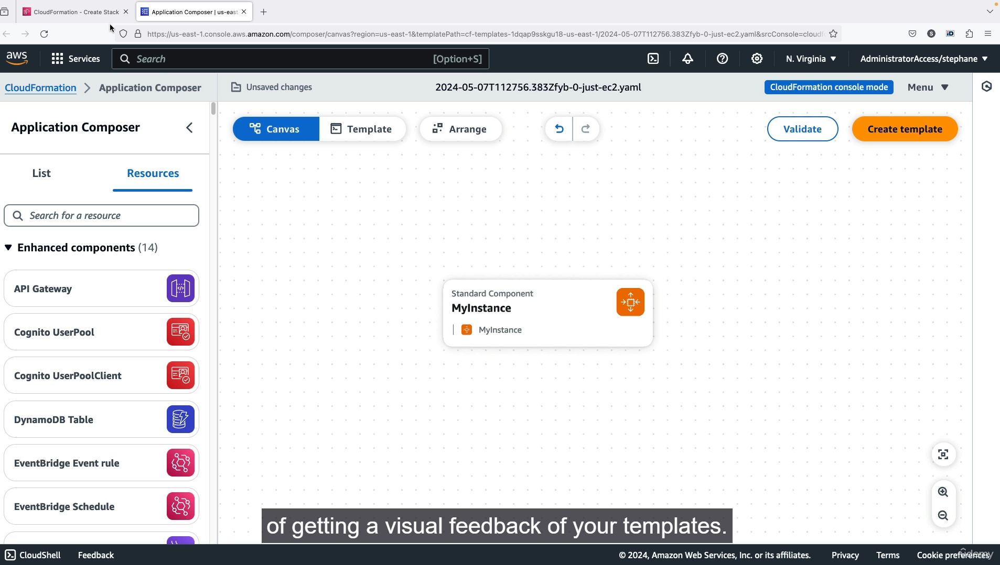 CloudFormation - Create Stack
Application Composer | us-east-
https://us-east-1.console.aws.amazon.com/composer/canvas?region=us-east-1&templatePath=cf-templates-1dqap9sskgu18-us-east-1/2024-05-07T112756.383Zfyb-0-just-ec2.yaml&srcConsole=cloudf
S
iD
aws
Services
Search
[Option+S]
N. Virginia
AdministratorAccess/stephane
CloudFormation
Application Composer
Unsaved changes
2024-05-07T112756.383Zfyb-0-just-ec2.yaml
CloudFormation console mode
Menu
Application Composer
Canvas
Template
Arrange
Validate
Create template
List
Resources
Search for a resource
Enhanced components (14)
API Gateway
Cognito UserPool
Cognito UserPoolClient
DynamoDB Table
EventBridge Event rule
EventBridge Schedule
Standard Component
MyInstance
MyInstance
of getting a visual feedback of your templates.
CloudShell
Feedback
© 2024, Amazon Web Services, Inc. or its affiliates.
Privacy
Terms
Cookie preferences
udemy